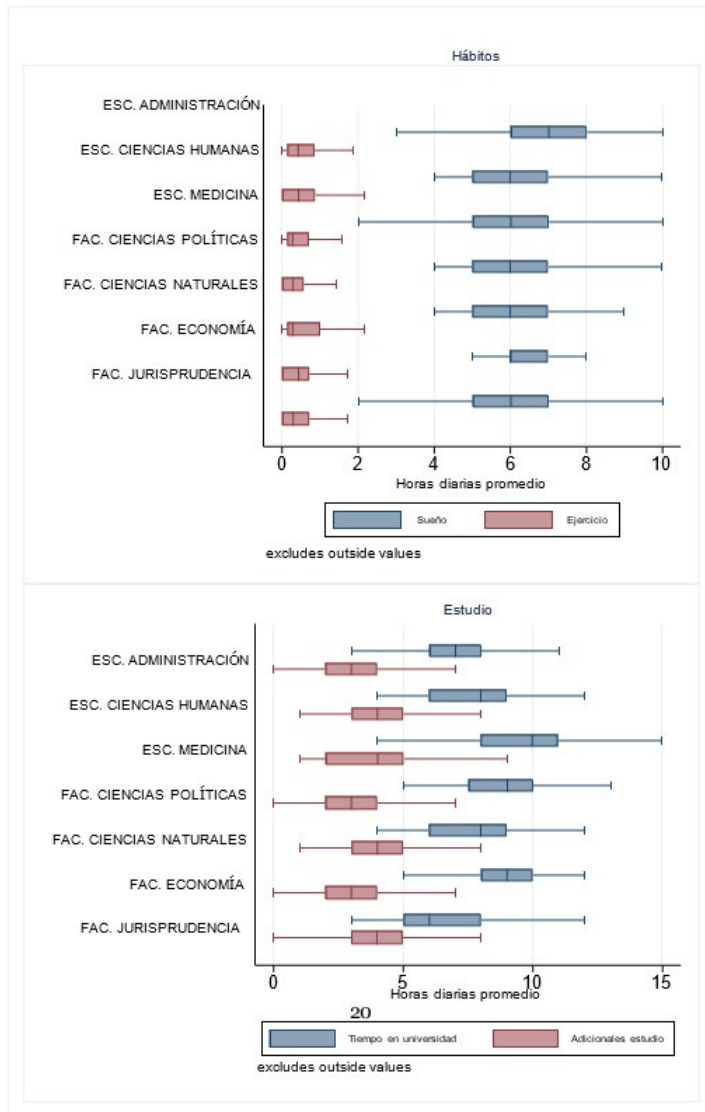 Hábitos
ESC. ADMINISTRACIÓN
ESC. CIENCIAS HUMANAS
ESC. MEDICINA
FAC. CIENCIAS POLÍTICAS
FAC. CIENCIAS NATURALES
FAC. ECONOMÍA
FAC. JURISPRUDENCIA
0 2 4 6 8 10
Horas diarias promedio
Sueño Ejercicio
excludes outside values
Estudio
ESC. ADMINISTRACIÓN
ESC. CIENCIAS HUMANAS
ESC. MEDICINA
FAC. CIENCIAS POLÍTICAS
FAC. CIENCIAS NATURALES
FAC. ECONOMÍA
FAC. JURISPRUDENCIA
0 5 10 15
Horas diarias promedio
20
Tiempo en universidad Adicionales estudio
excludes outside values